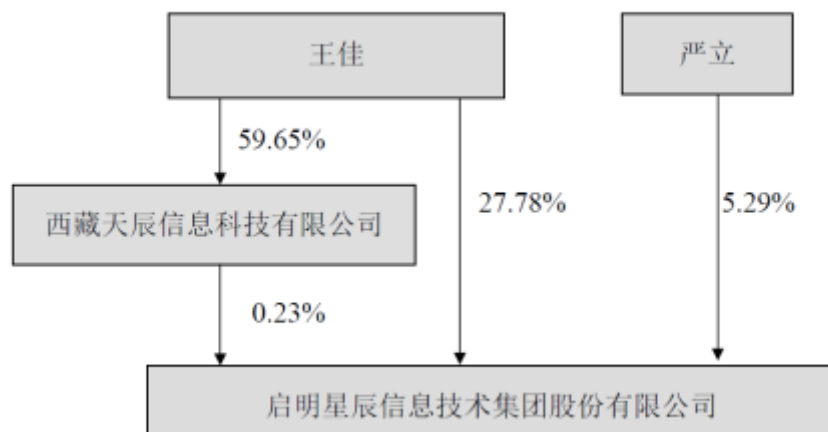 王佳
严立
59.65%
西藏天辰信息科技有限公司
27.78%
5.29%
0.23%
启明星辰信息技术集团股份有限公司